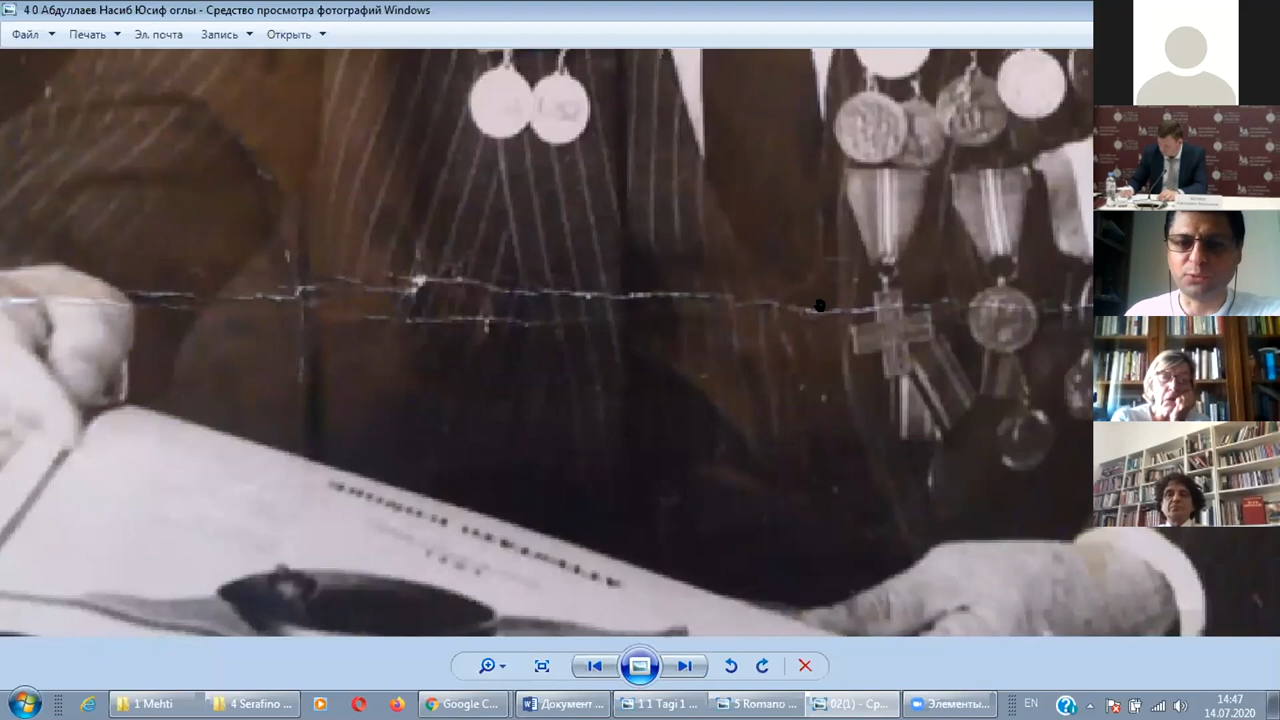 4 0 Абдуллаев Насиб Юсиф оглы - Средство просмотра фотографий Windows
Файл Печать Эл. почта Запись Открыть
1 Mehti
4 Serafino ...
Google C...
Документ ...
1 1 Tagi 1 ...
5 Romano ...
02(1) - Ср...
Элементы...
EN
14:47
14.07.2020